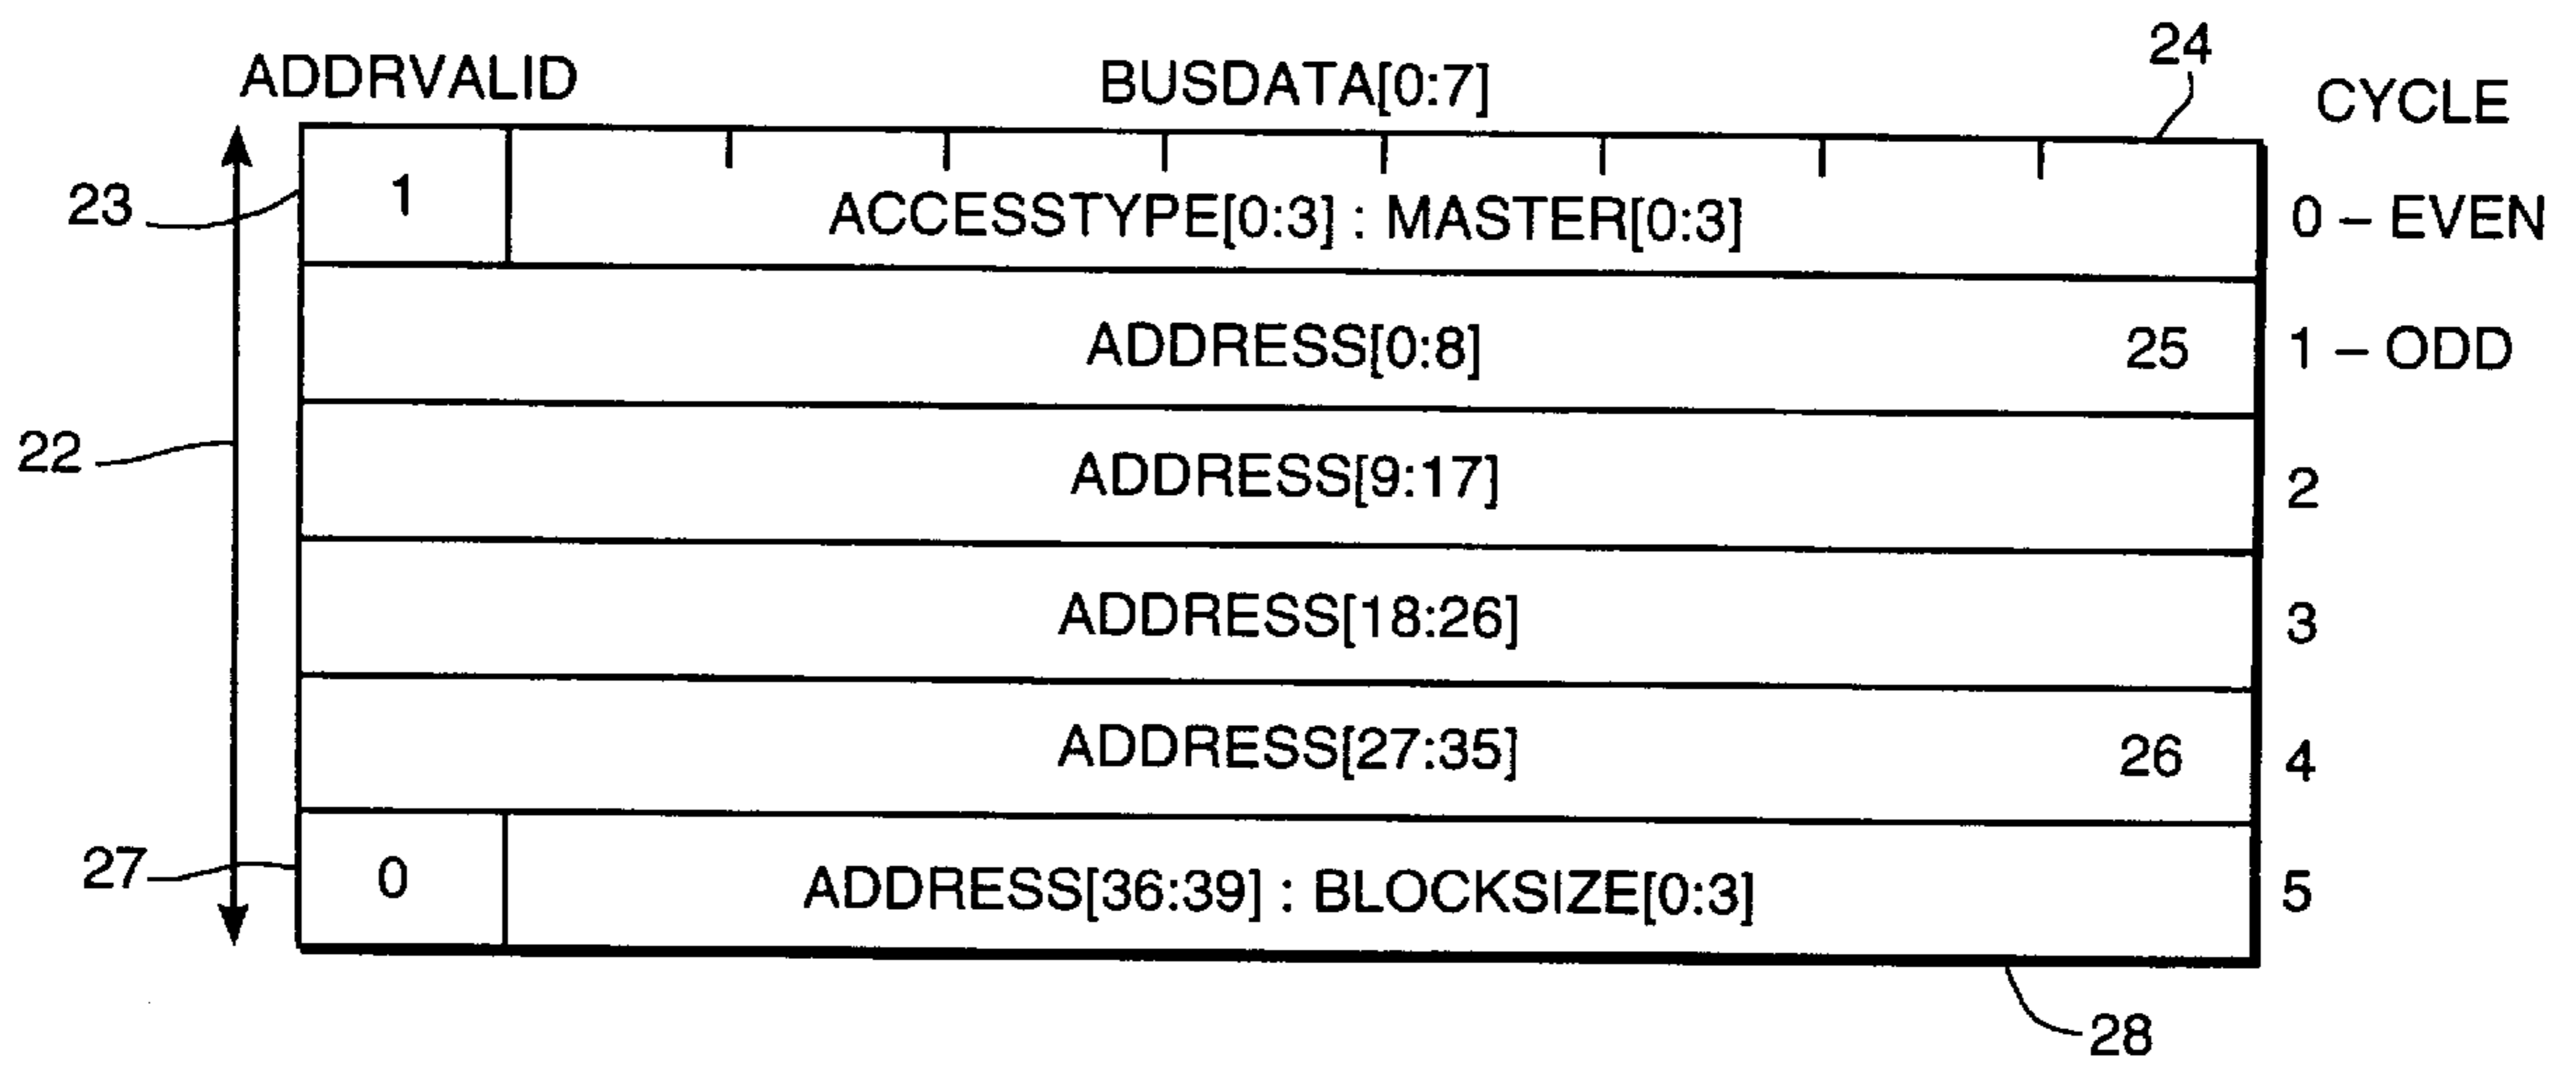 24
ADDRVALID BUSDATA[0:7] CYCLE
23 1 ACCESSTYPE[0:3] : MASTER[0:3] 0 – EVEN
ADDRESS[0:8] 25 1 – ODD
22 ADDRESS[9:17] 2
ADDRESS[18:26] 3
ADDRESS[27:35] 26 4
27 0 ADDRESS[36:39] : BLOCKSIZE[0:3] 5
28